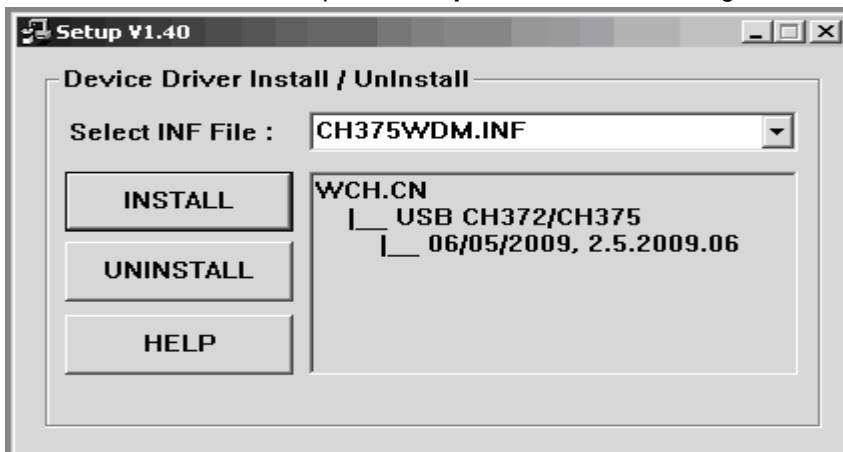 Setup V1.40
Device Driver Install / UnInstall
Select INF File :
CH375WDM.INF
INSTALL
UNINSTALL
HELP
WCH.CN
|__ USB CH372/CH375
|__ 06/05/2009, 2.5.2009.06